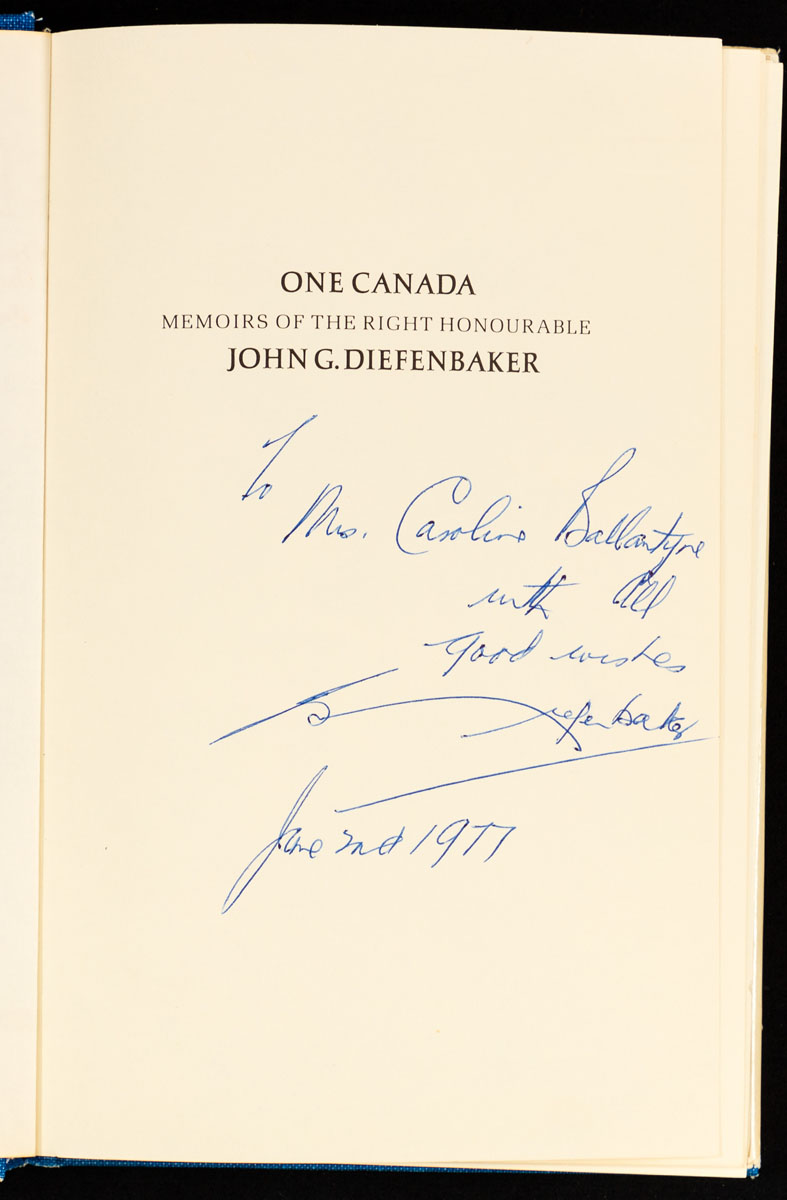 ONE CANADA
MEMOIRS OF THE RIGHT HONOURABLE
JOHN G. DIEFENBAKER
To
Mrs. Caroline Ballantyne
with all
good wishes
Diefenbaker
June 2nd 1977